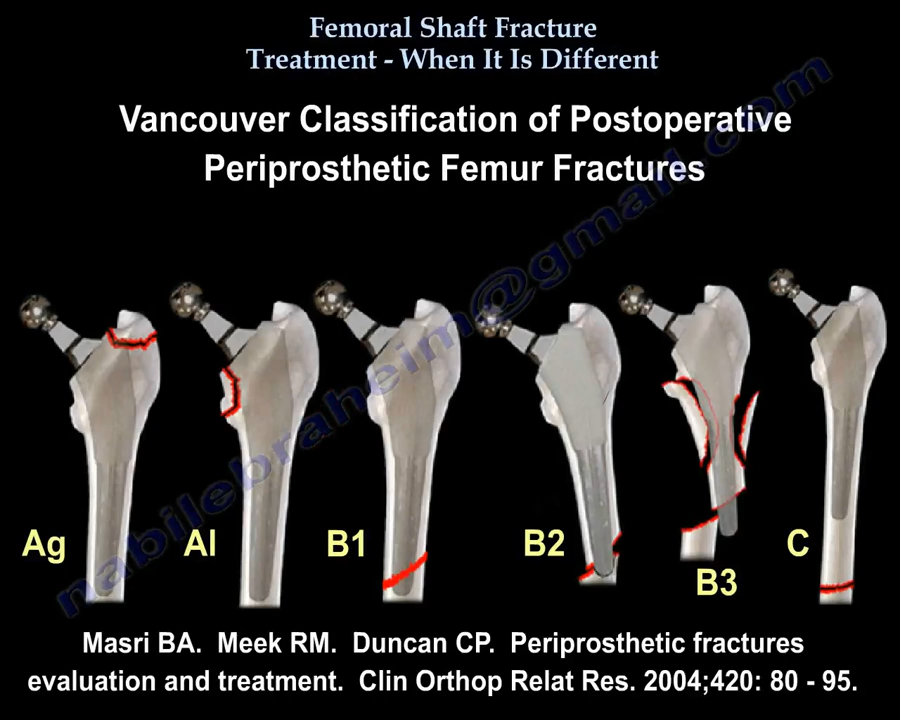 Femoral Shaft Fracture
Treatment - When It Is Different
Vancouver Classification of Postoperative
Periprosthetic Femur Fractures
nabilebraheim@gmail.com
Ag
Al
B1
B2
B3
C
Masri BA. Meek RM. Duncan CP. Periprosthetic fractures
evaluation and treatment. Clin Orthop Relat Res. 2004;420: 80 - 95.